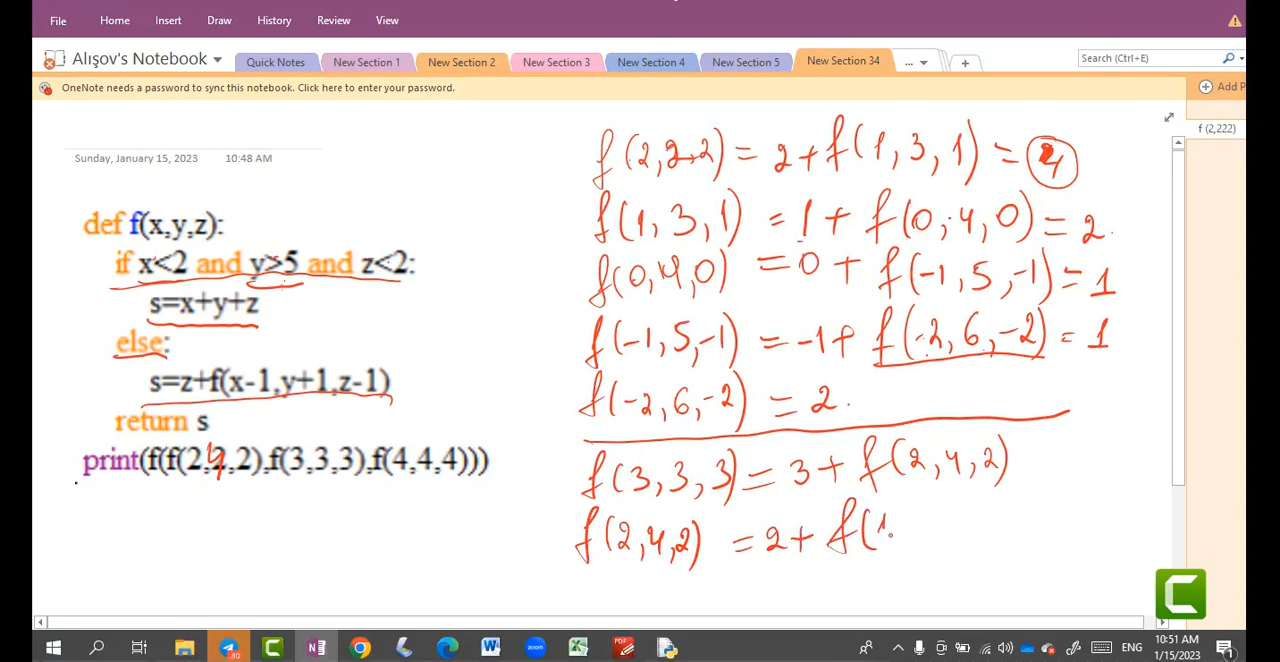 File Home Insert Draw History Review View
Alışov's Notebook Quick Notes New Section 1 New Section 2 New Section 3 New Section 4 New Section 5 New Section 34 ... + Search (Ctrl+E)
OneNote needs a password to sync this notebook. Click here to enter your password.
Add P
f (2,222)
Sunday, January 15, 2023 10:48 AM
def f(x,y,z):
if x<2 and y>5 and z<2:
s=x+y+z
else:
s=z+f(x-1,y+1,z-1)
return s
print(f(f(2,2,2),f(3,3,3),f(4,4,4)))
4
f(2,2,2) = 2+f(1,3,1) = 4
f(1,3,1) = 1+f(0,4,0) = 2.
f(0,4,0) = 0+f(-1,5,-1) = 1
f(-1,5,-1) = -1+f(-2,6,-2) = 1
f(-2,6,-2) = 2.
f(3,3,3) = 3+f(2,4,2)
f(2,4,2) = 2+f(1
80
PDF
ENG
10:51 AM
1/15/2023
1